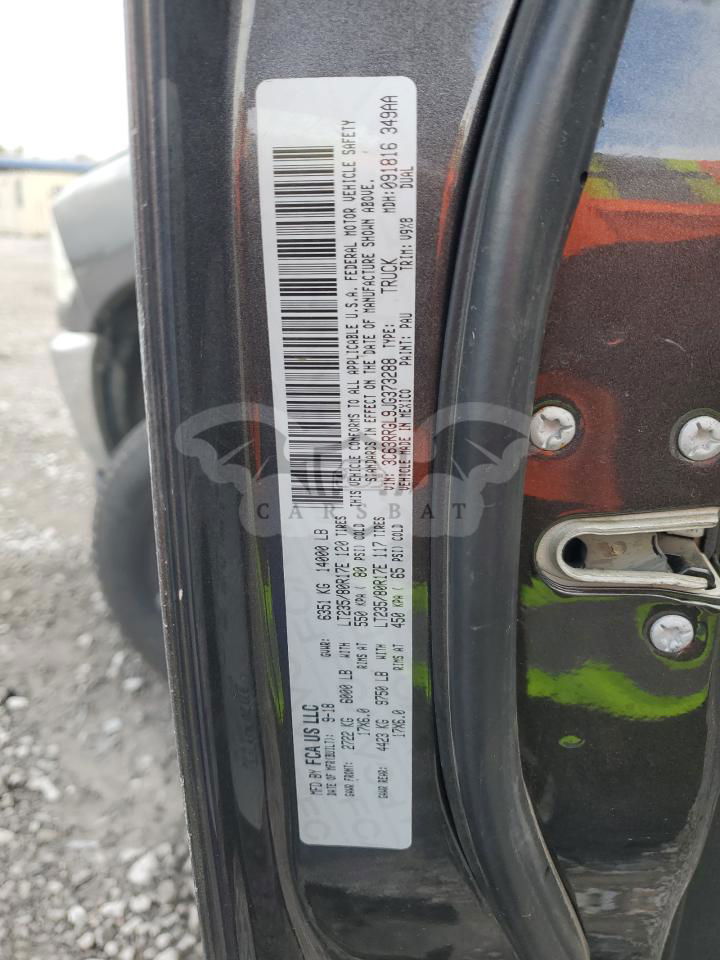 MFD BY FCA US LLC
DATE OF MFR(BUILT): 9-18 GVWR: 6351 KG 14000 LB
GAWR FRONT: 2722 KG 6000 LB WITH LT235/80R17E 120 TIRES
17X6.0 RIMS AT 550 KPA ( 80 PSI) COLD
GAWR REAR: 4423 KG 9750 LB WITH LT235/80R17E 117 TIRES
17X6.0 RIMS AT 450 KPA ( 65 PSI) COLD
THIS VEHICLE CONFORMS TO ALL APPLICABLE U.S.A. FEDERAL MOTOR VEHICLE SAFETY
STANDARDS IN EFFECT ON THE DATE OF MANUFACTURE SHOWN ABOVE.
VIN: 3C63RRGL9JG373288 TYPE: TRUCK MDH:091816 349AA
VEHICLE MADE IN MEXICO PAINT: PAU TRIM: V9X8 DUAL
CARSBAT